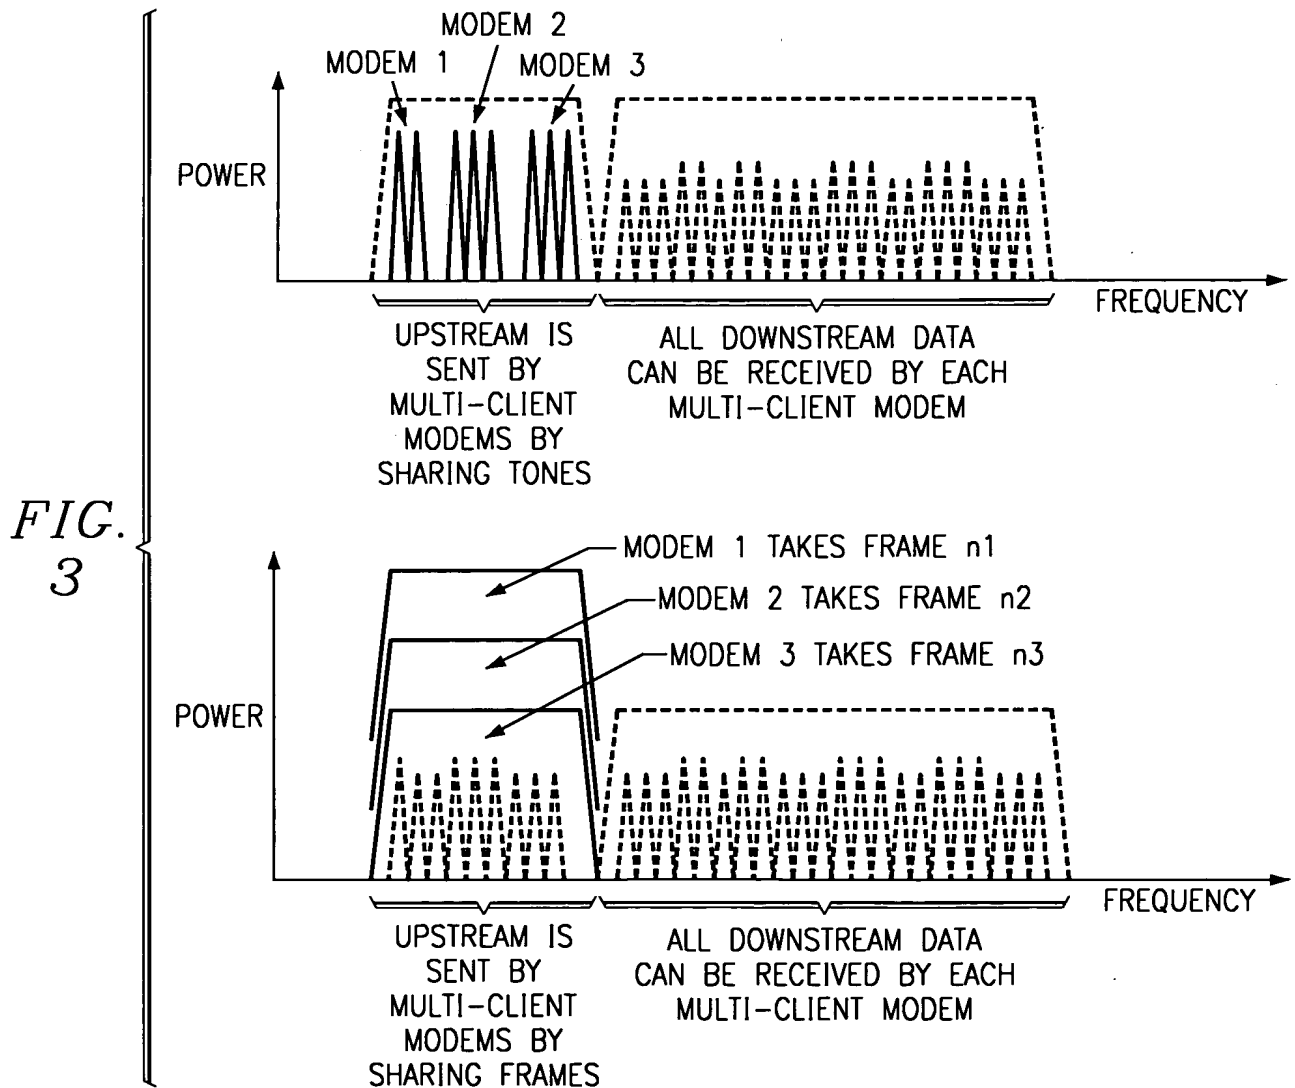 FIG.
3
MODEM 2
MODEM 1
MODEM 3
POWER
FREQUENCY
UPSTREAM IS
SENT BY
MULTI-CLIENT
MODEMS BY
SHARING TONES
ALL DOWNSTREAM DATA
CAN BE RECEIVED BY EACH
MULTI-CLIENT MODEM
MODEM 1 TAKES FRAME n1
MODEM 2 TAKES FRAME n2
MODEM 3 TAKES FRAME n3
POWER
FREQUENCY
UPSTREAM IS
SENT BY
MULTI-CLIENT
MODEMS BY
SHARING FRAMES
ALL DOWNSTREAM DATA
CAN BE RECEIVED BY EACH
MULTI-CLIENT MODEM